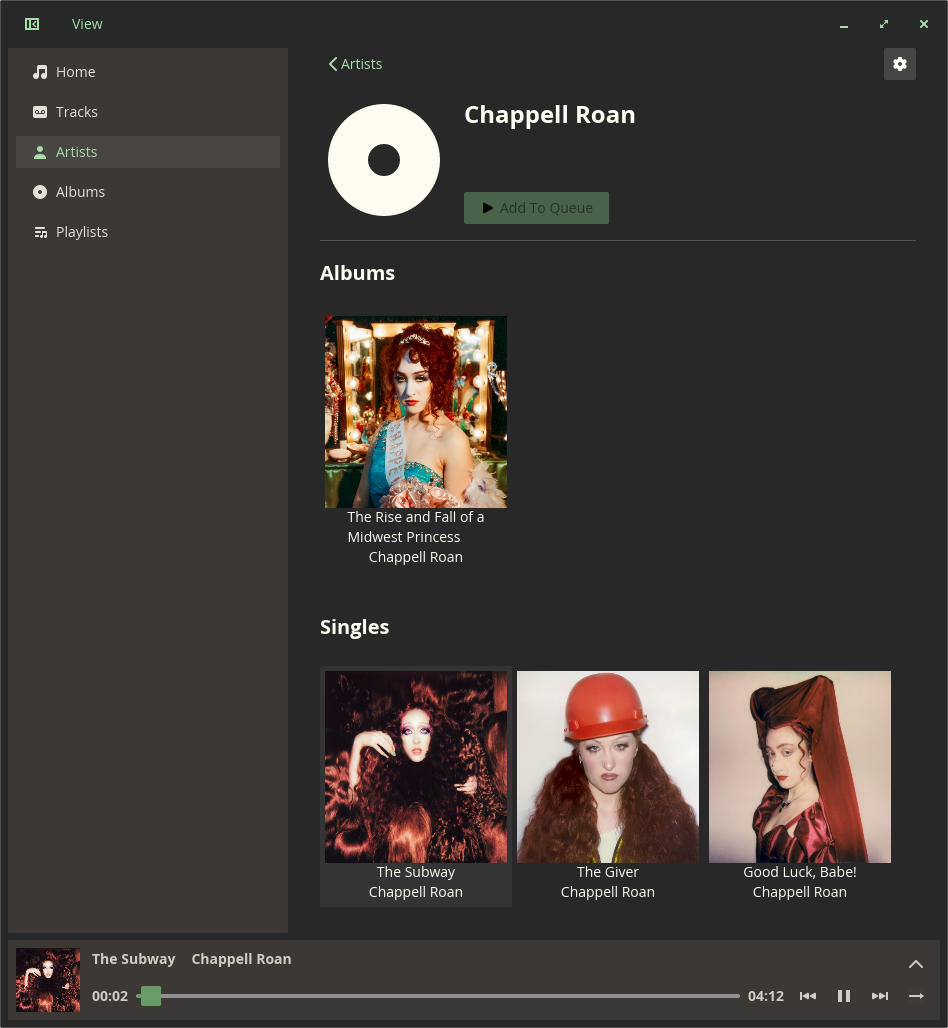 View
Home
Tracks
Artists
Albums
Playlists
Artists
Chappell Roan
Add To Queue
Albums
The Rise and Fall of a
Midwest Princess
Chappell Roan
Singles
The Subway
Chappell Roan
The Giver
Chappell Roan
Good Luck, Babe!
Chappell Roan
The Subway Chappell Roan
00:02
04:12